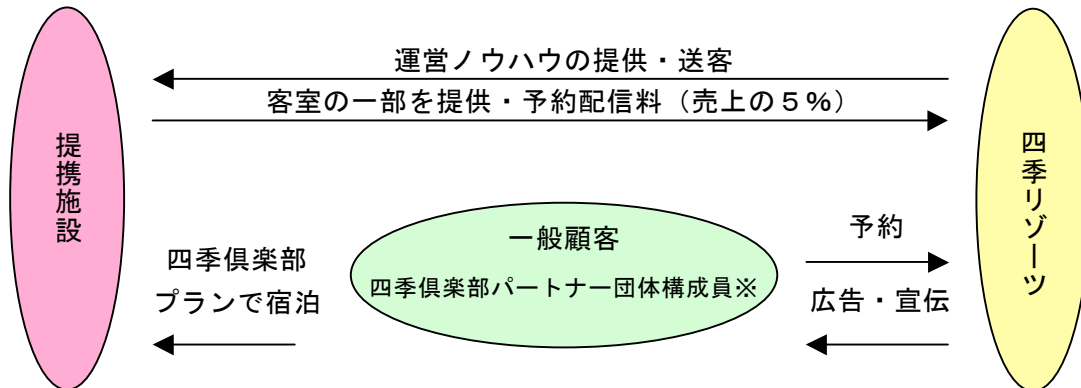 運営ノウハウの提供・送客
客室の一部を提供・予約配信料（売上の５％）
提携施設
四季リゾーツ
一般顧客
四季倶楽部パートナー団体構成員※
四季倶楽部
プランで宿泊
予約
広告・宣伝